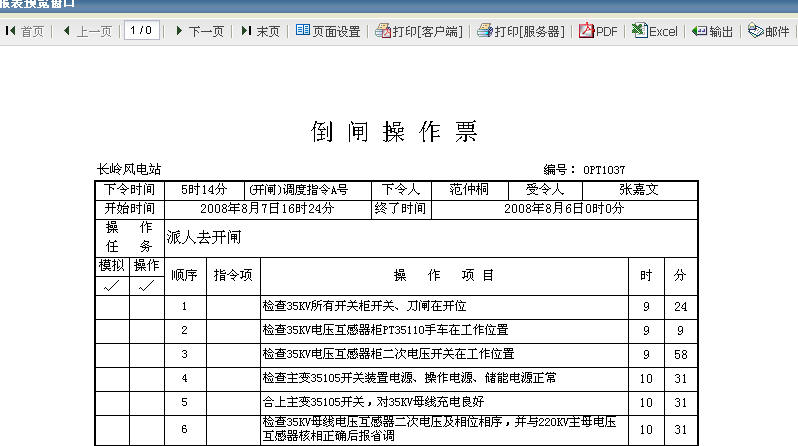 报表预览窗口
首页 上一页 1 / 0 下一页 末页 页面设置 打印[客户端] 打印[服务器] PDF Excel 输出 邮件
倒闸操作票
长岭风电站 编号： OPT1037
下令时间 5时14分 (开闸)调度指令A号 下令人 范仲桐 受令人 张嘉文
开始时间 2008年8月7日16时24分 终了时间 2008年8月6日0时0分
操作
任务
派人去开闸
模拟 操作 顺序 指令项 操作项目 时 分
✓ ✓
1 检查35KV所有开关柜开关、刀闸在开位 9 24
2 检查35KV电压互感器柜PT35110手车在工作位置 9 9
3 检查35KV电压互感器柜二次电压开关在工作位置 9 58
4 检查主变35105开关装置电源、操作电源、储能电源正常 10 31
5 合上主变35105开关，对35KV母线充电良好 10 31
6 检查35KV母线电压互感器二次电压及相位相序，并与220KV主母电压
互感器核相正确后报省调 10 31